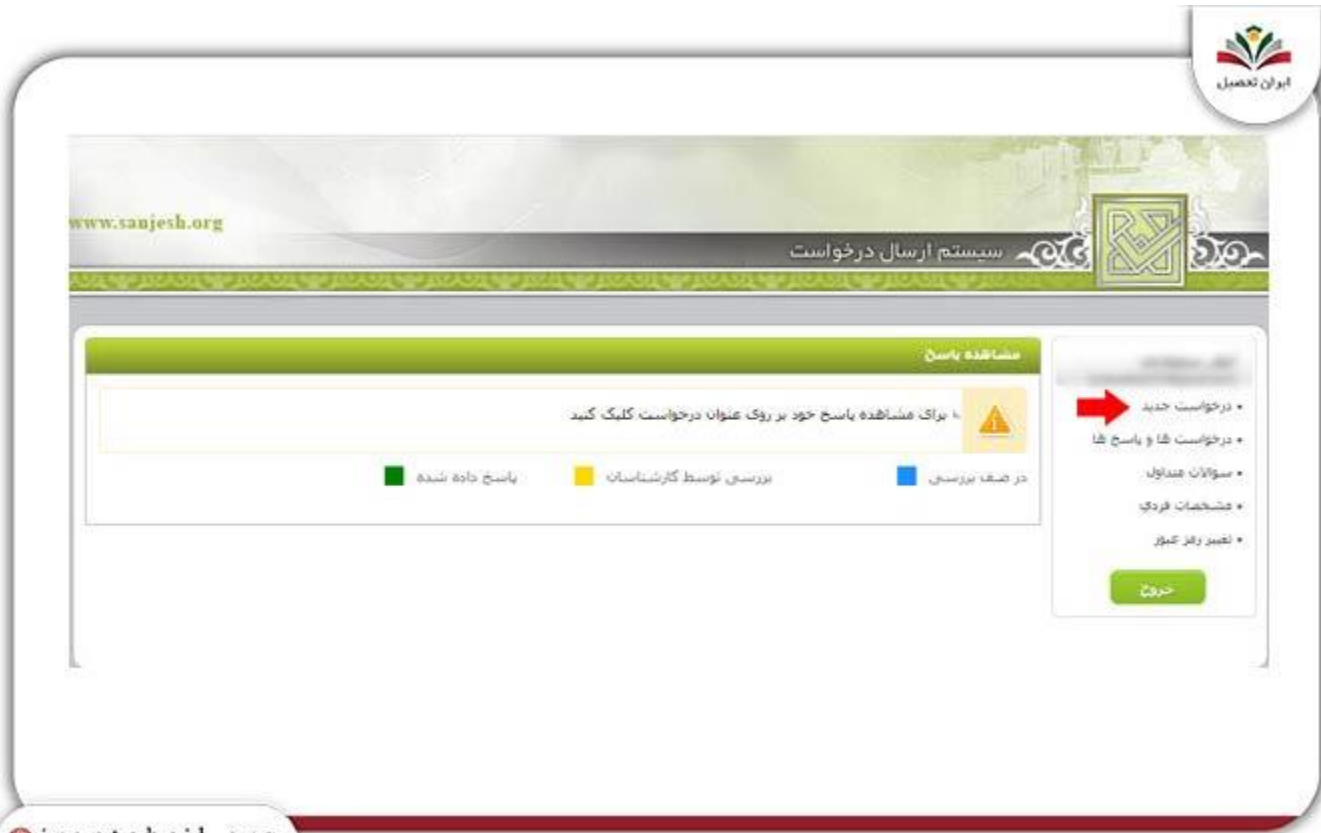 ایران تحصیل
www.sanjesh.org
سیستم ارسال درخواست
مشاهده پاسخ
برای مشاهده پاسخ خود بر روی عنوان درخواست کلیک کنید
در صف بررسی
بررسی توسط کارشناسان
پاسخ داده شده
• درخواست جدید
• درخواست ها و پاسخ ها
• سوالات متداول
• مشخصات فردي
• تغییر رمز عبور
خروج